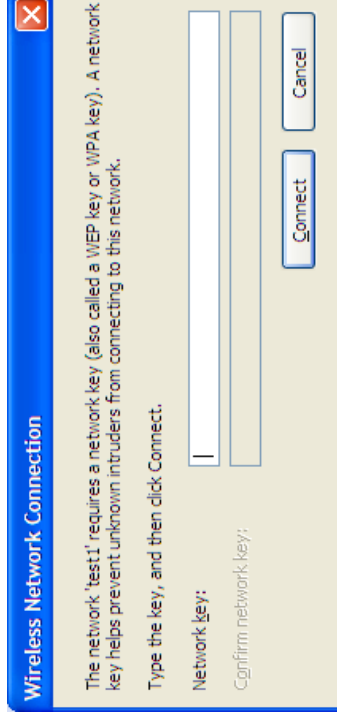 Wireless Network Connection
The network 'test1' requires a network key (also called a WEP key or WPA key). A network
key helps prevent unknown intruders from connecting to this network.
Type the key, and then click Connect.
Network key:
Confirm network key:
Connect
Cancel